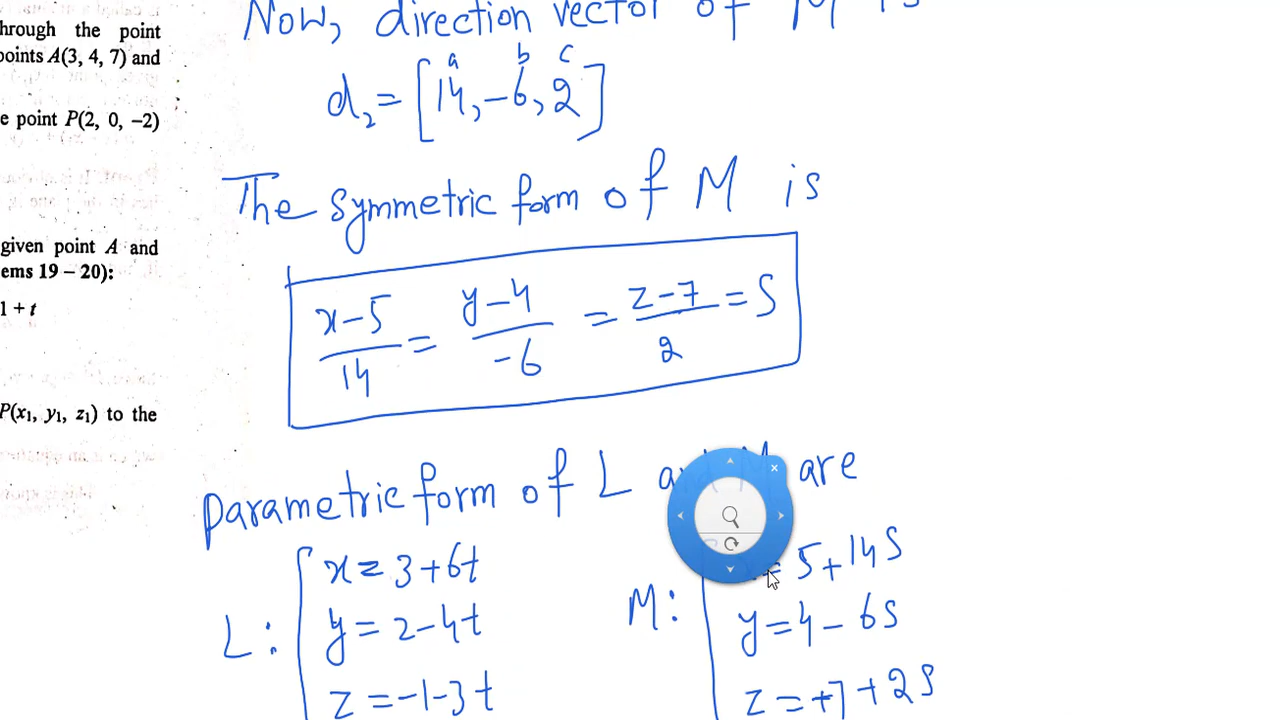 hrough the point
points A(3, 4, 7) and
e point P(2, 0, −2)
given point A and
ems 19 – 20):
1 + t
P(x₁, y₁, z₁) to the
Now, direction vector of M is
a b c
d₂ = [14, −6, 2]
The symmetric form of M is
x−5/14 = y−4/−6 = z−7/2 = S
Parametric form of L and M are
L: x = 3+6t
y = 2−4t
z = −1−3t
M: = 5+14S
y = 4−6S
z = +7+2S